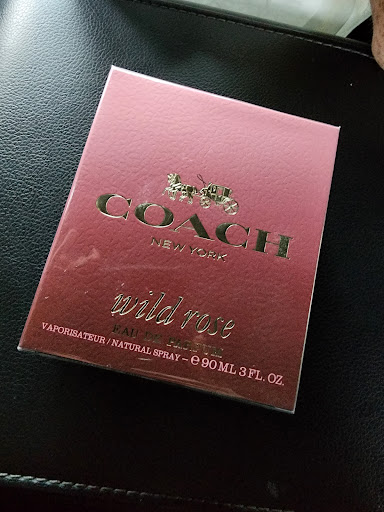 COACH
NEW YORK
wild rose
EAU DE PARFUM
VAPORISATEUR / NATURAL SPRAY – ℮ 90 ML 3 FL. OZ.